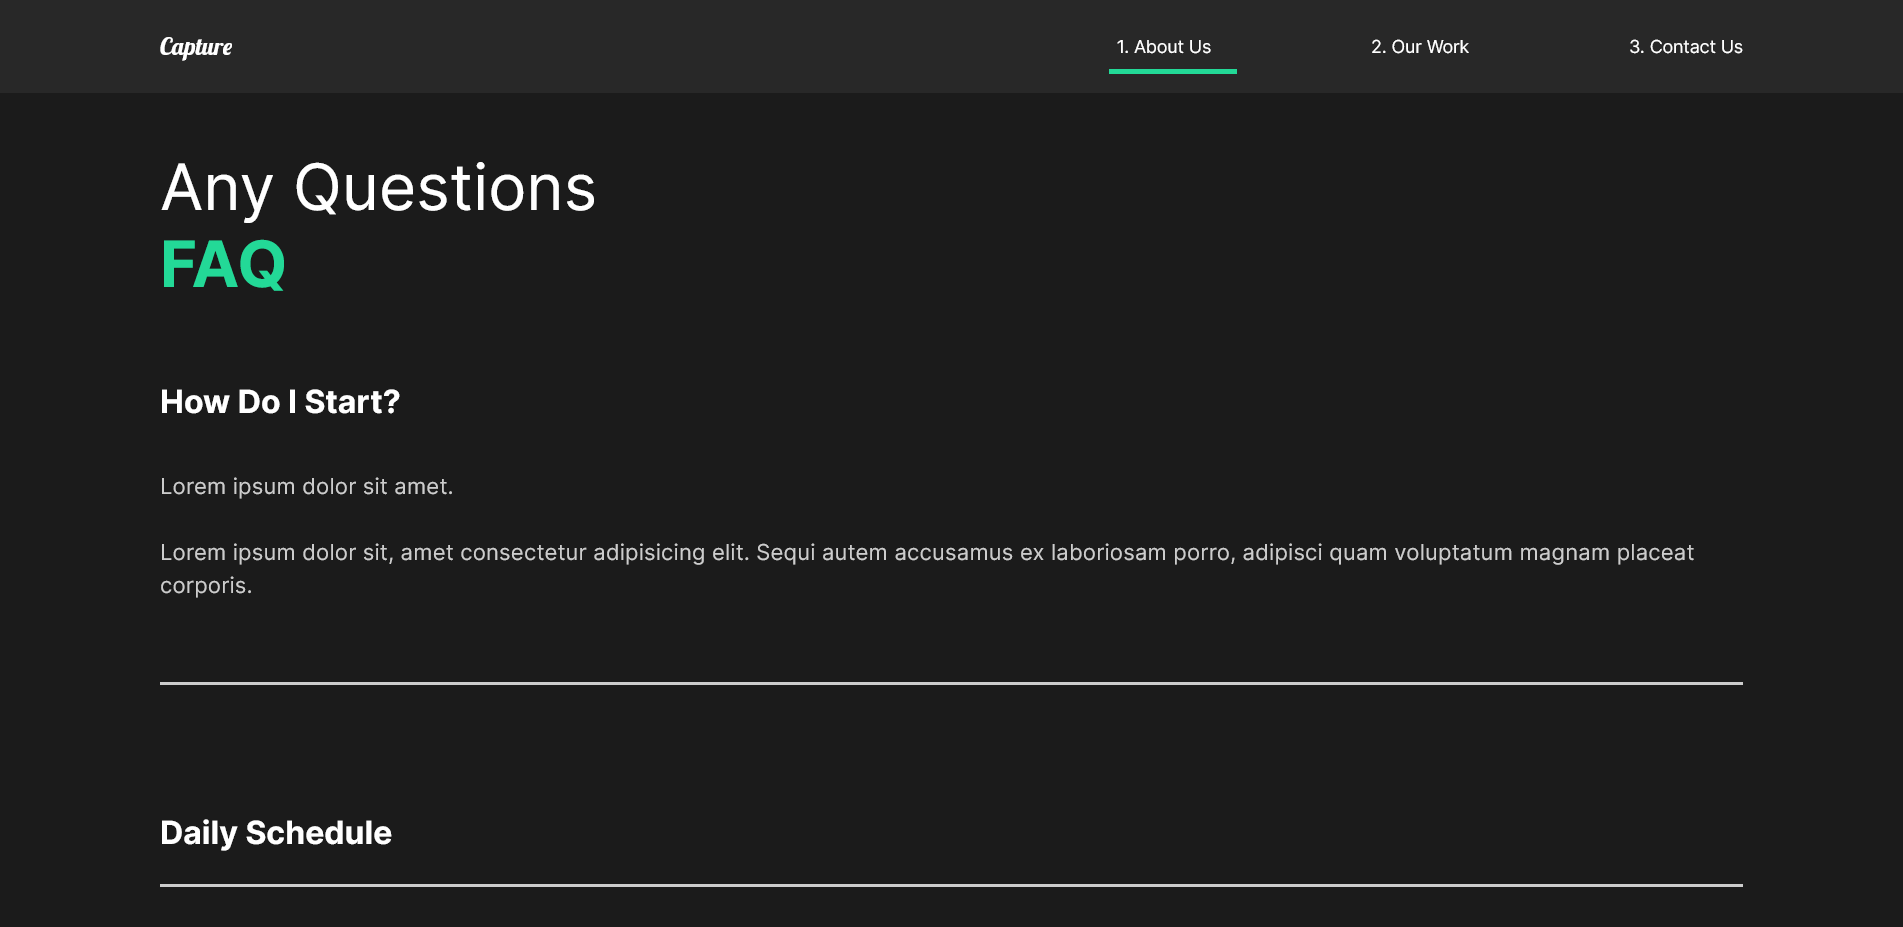 Capture
1. About Us
2. Our Work
3. Contact Us
Any Questions
FAQ
How Do I Start?
Lorem ipsum dolor sit amet.
Lorem ipsum dolor sit, amet consectetur adipisicing elit. Sequi autem accusamus ex laboriosam porro, adipisci quam voluptatum magnam placeat
corporis.
Daily Schedule